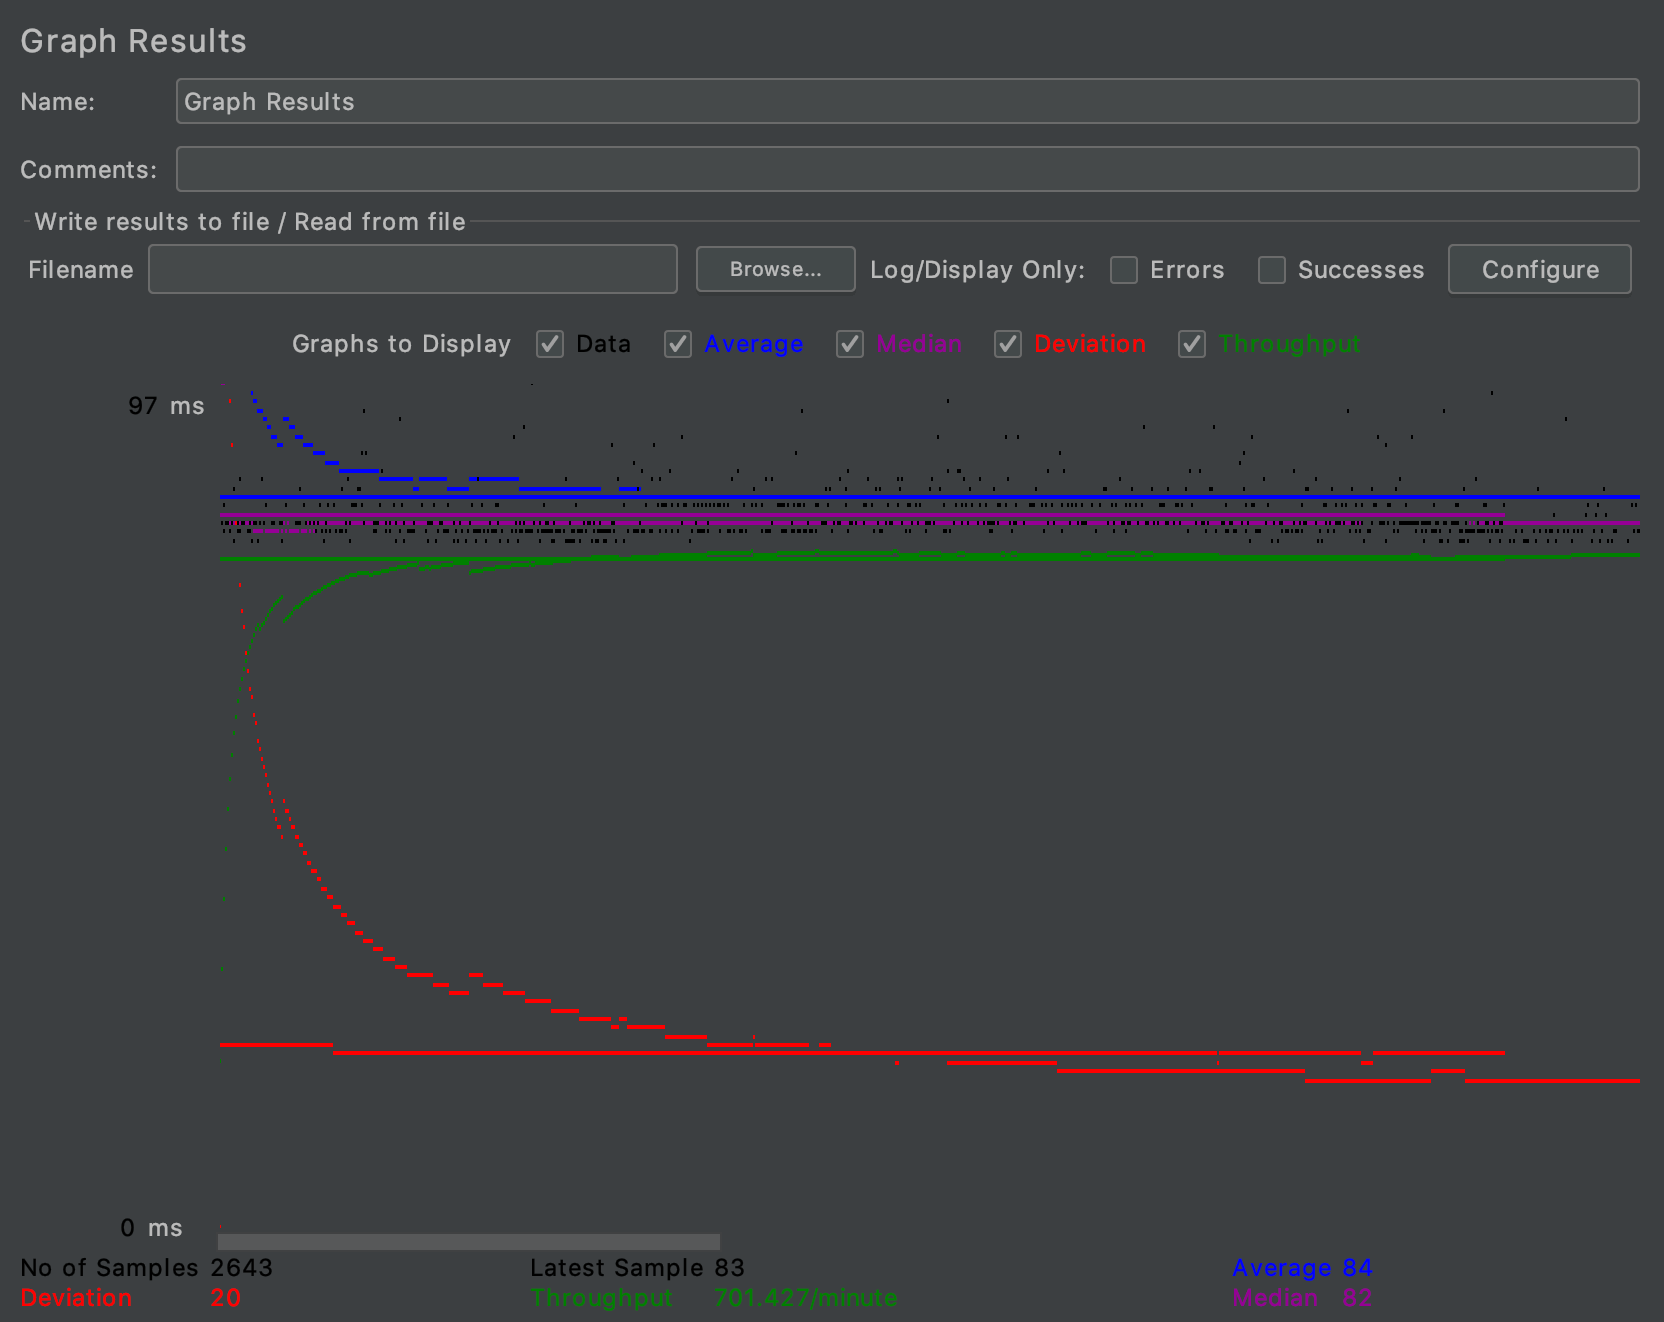 Graph Results
Name: Graph Results
Comments:
Write results to file / Read from file
Filename Browse... Log/Display Only: Errors Successes Configure
Graphs to Display Data Average Median Deviation Throughput
97 ms
0 ms
No of Samples 2643 Latest Sample 83 Average 84
Deviation 20 Throughput 701.427/minute Median 82